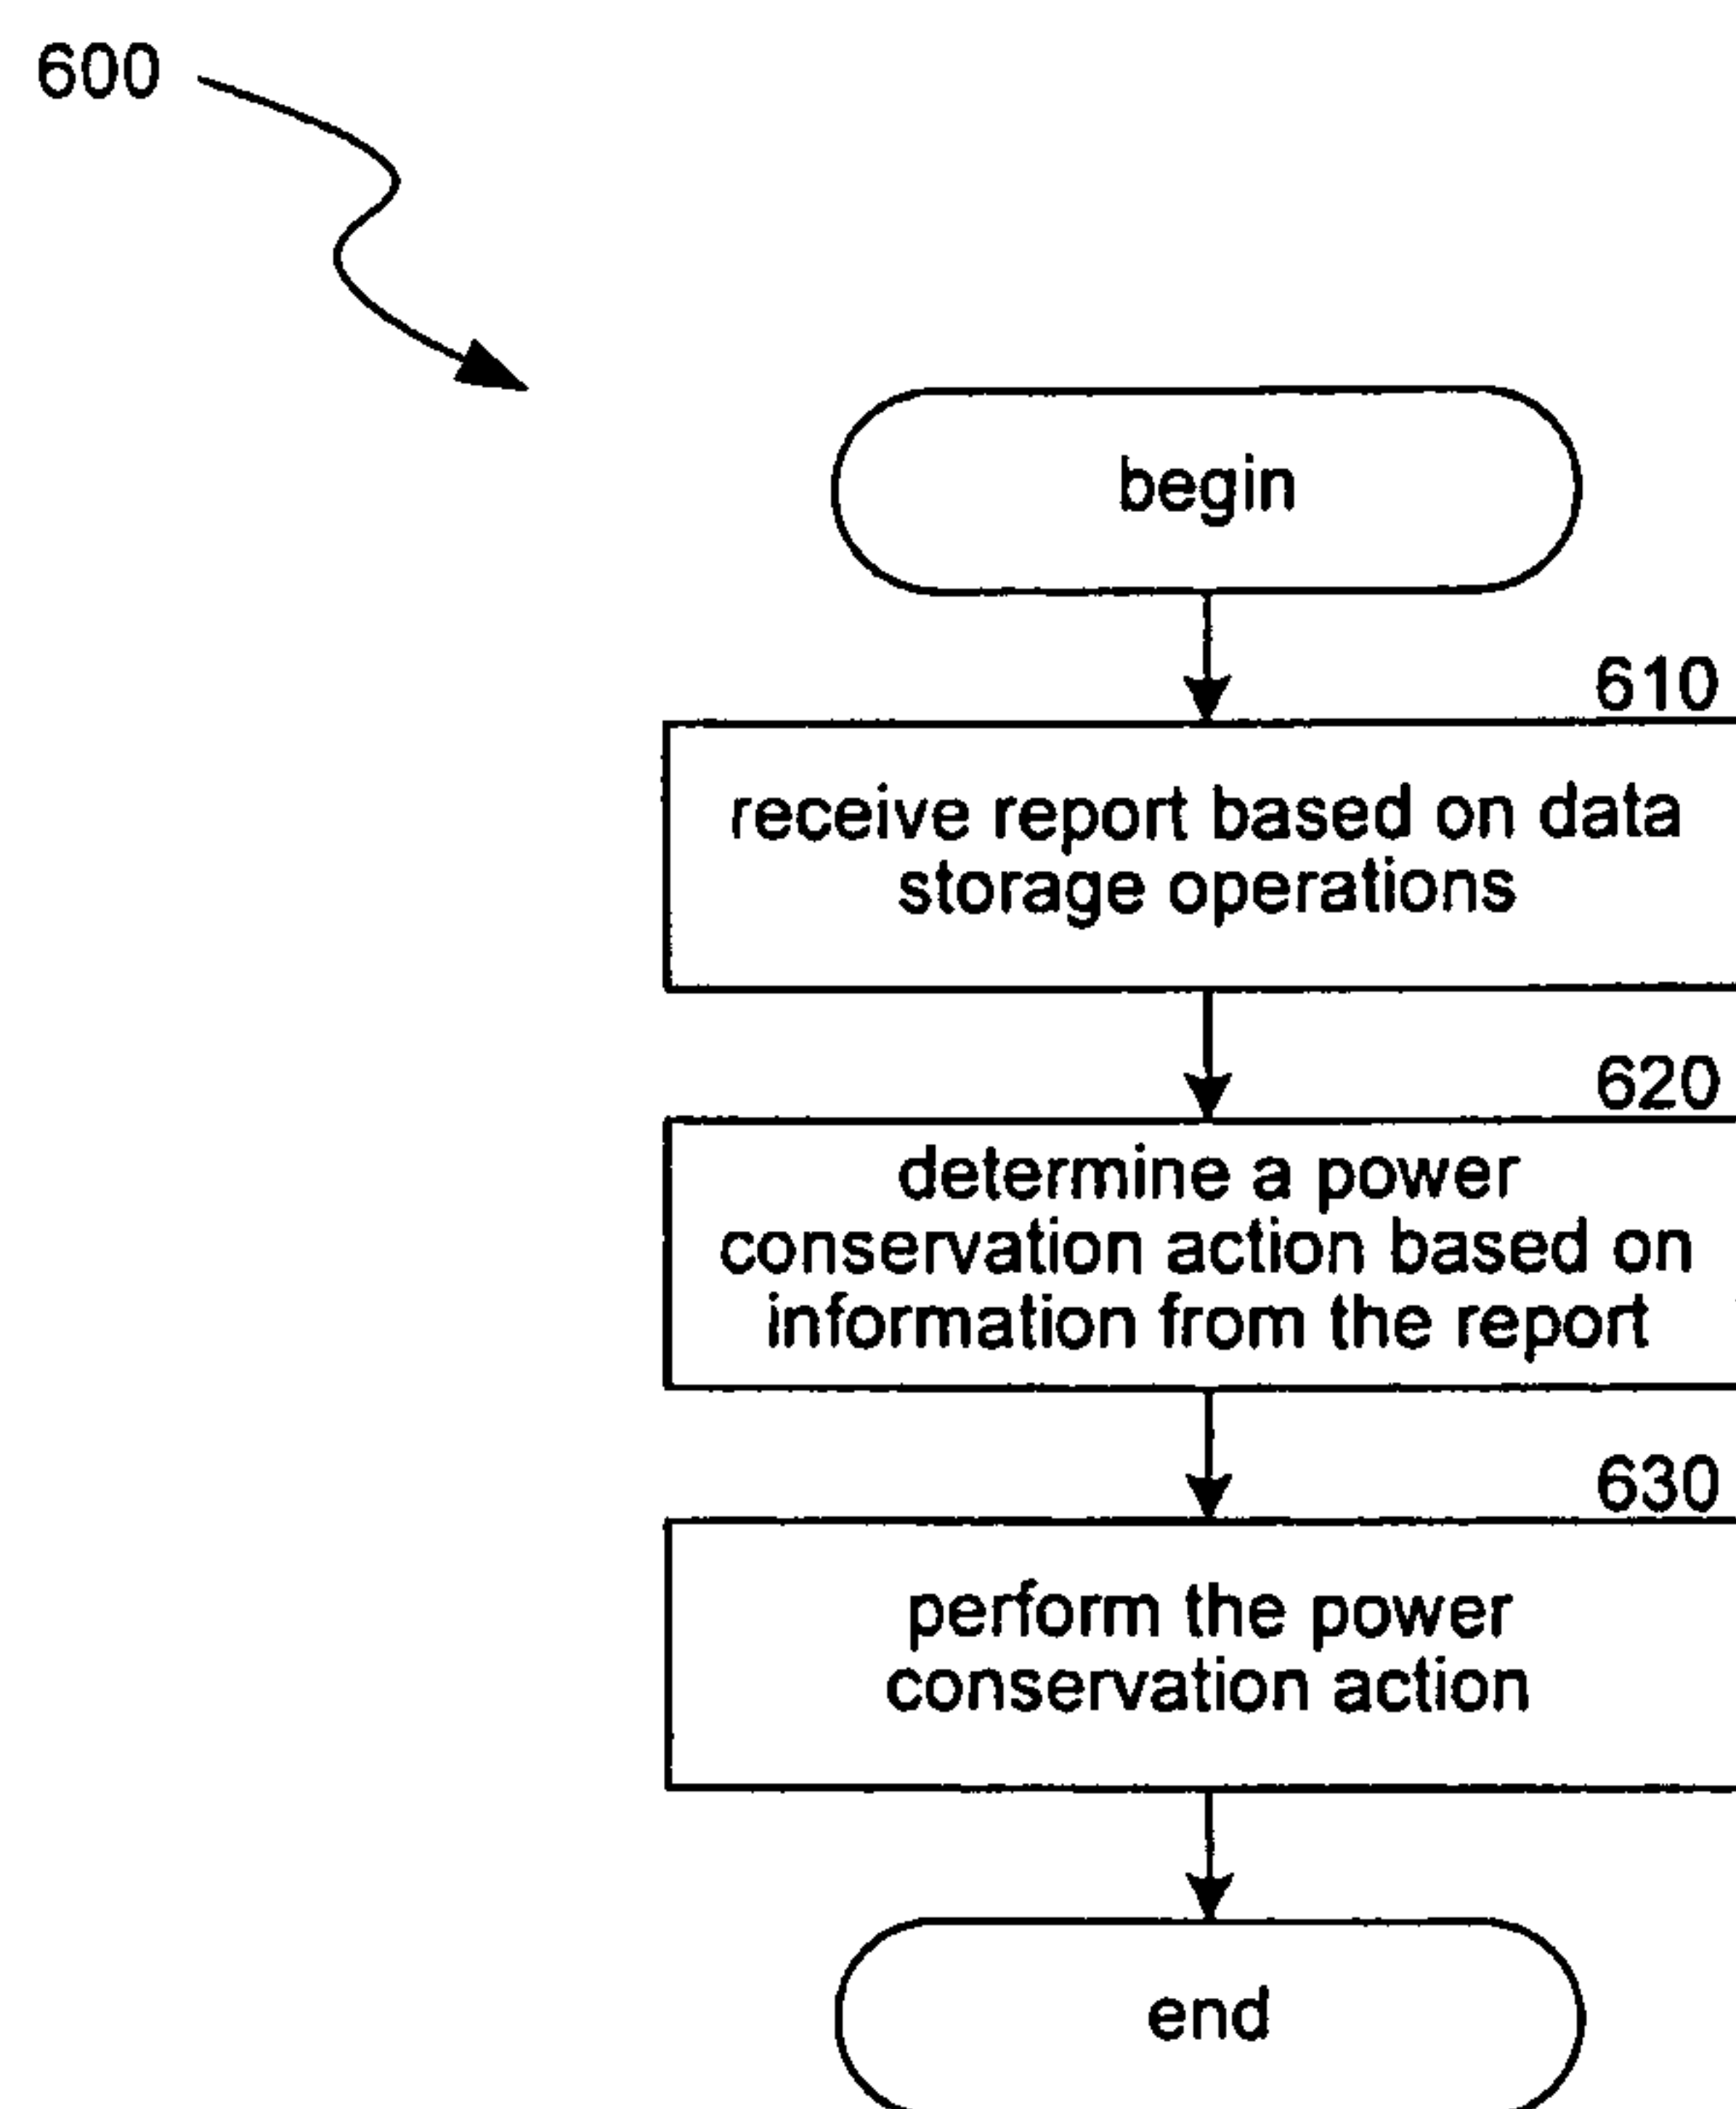 600
begin
610
receive report based on data
storage operations
620
determine a power
conservation action based on
information from the report
630
perform the power
conservation action
end